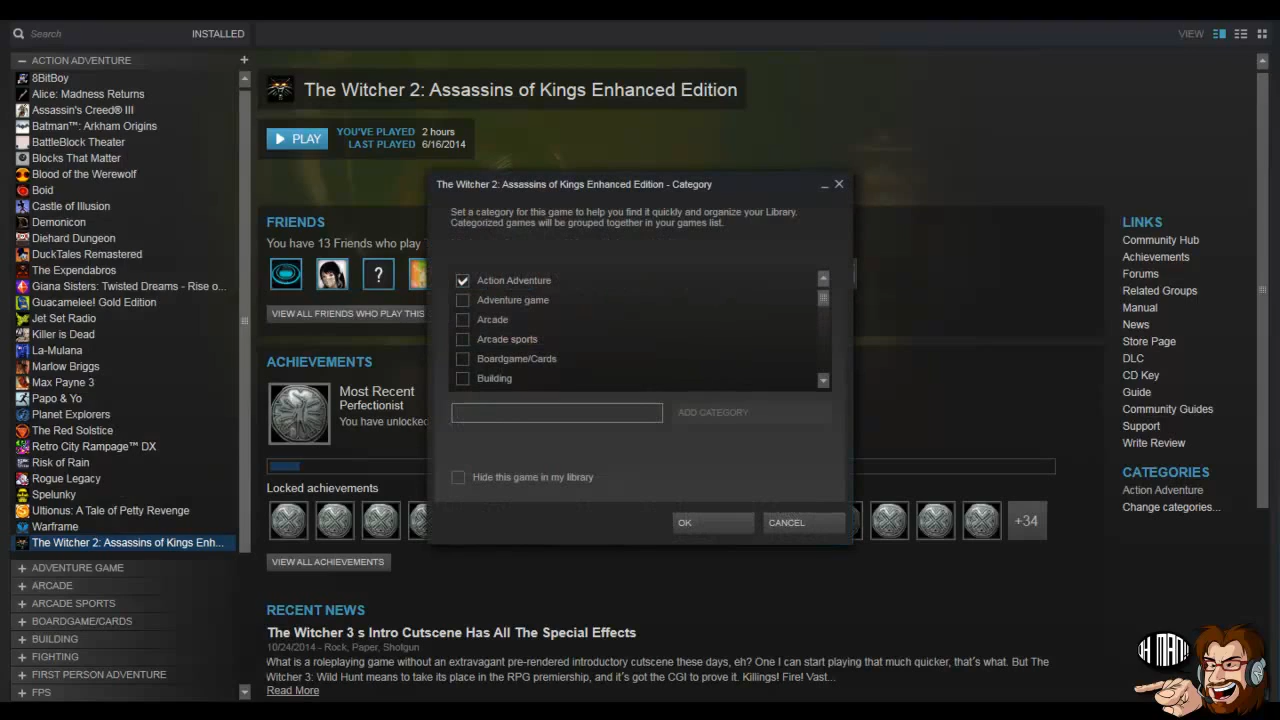 Search
INSTALLED
VIEW
ACTION ADVENTURE
8BitBoy
Alice: Madness Returns
Assassin's Creed® III
Batman™: Arkham Origins
BattleBlock Theater
Blocks That Matter
Blood of the Werewolf
Boid
Castle of Illusion
Demonicon
Diehard Dungeon
DuckTales Remastered
The Expendabros
Giana Sisters: Twisted Dreams - Rise o...
Guacamelee! Gold Edition
Jet Set Radio
Killer is Dead
La-Mulana
Marlow Briggs
Max Payne 3
Papo & Yo
Planet Explorers
The Red Solstice
Retro City Rampage™ DX
Risk of Rain
Rogue Legacy
Spelunky
Ultionus: A Tale of Petty Revenge
Warframe
The Witcher 2: Assassins of Kings Enh...
ADVENTURE GAME
ARCADE
ARCADE SPORTS
BOARDGAME/CARDS
BUILDING
FIGHTING
FIRST PERSON ADVENTURE
FPS
The Witcher 2: Assassins of Kings Enhanced Edition
PLAY
YOU'VE PLAYED 2 hours
LAST PLAYED 6/16/2014
FRIENDS
You have 13 Friends who play
VIEW ALL FRIENDS WHO PLAY THIS
ACHIEVEMENTS
Most Recent
Perfectionist
You have unlocked
Locked achievements
+34
VIEW ALL ACHIEVEMENTS
The Witcher 2: Assassins of Kings Enhanced Edition - Category
Set a category for this game to help you find it quickly and organize your Library.
Categorized games will be grouped together in your games list.
Action Adventure
Adventure game
Arcade
Arcade sports
Boardgame/Cards
Building
ADD CATEGORY
Hide this game in my library
OK
CANCEL
RECENT NEWS
The Witcher 3 s Intro Cutscene Has All The Special Effects
10/24/2014 - Rock, Paper, Shotgun
What is a roleplaying game without an extravagant pre-rendered introductory cutscene these days, eh? One I can start playing that much quicker, that's what. But The
Witcher 3: Wild Hunt means to take its place in the RPG premiership, and it's got the CGI to prove it. Killings! Fire! Vast...
Read More
LINKS
Community Hub
Achievements
Forums
Related Groups
Manual
News
Store Page
DLC
CD Key
Guide
Community Guides
Support
Write Review
CATEGORIES
Action Adventure
Change categories...
OH MAN!